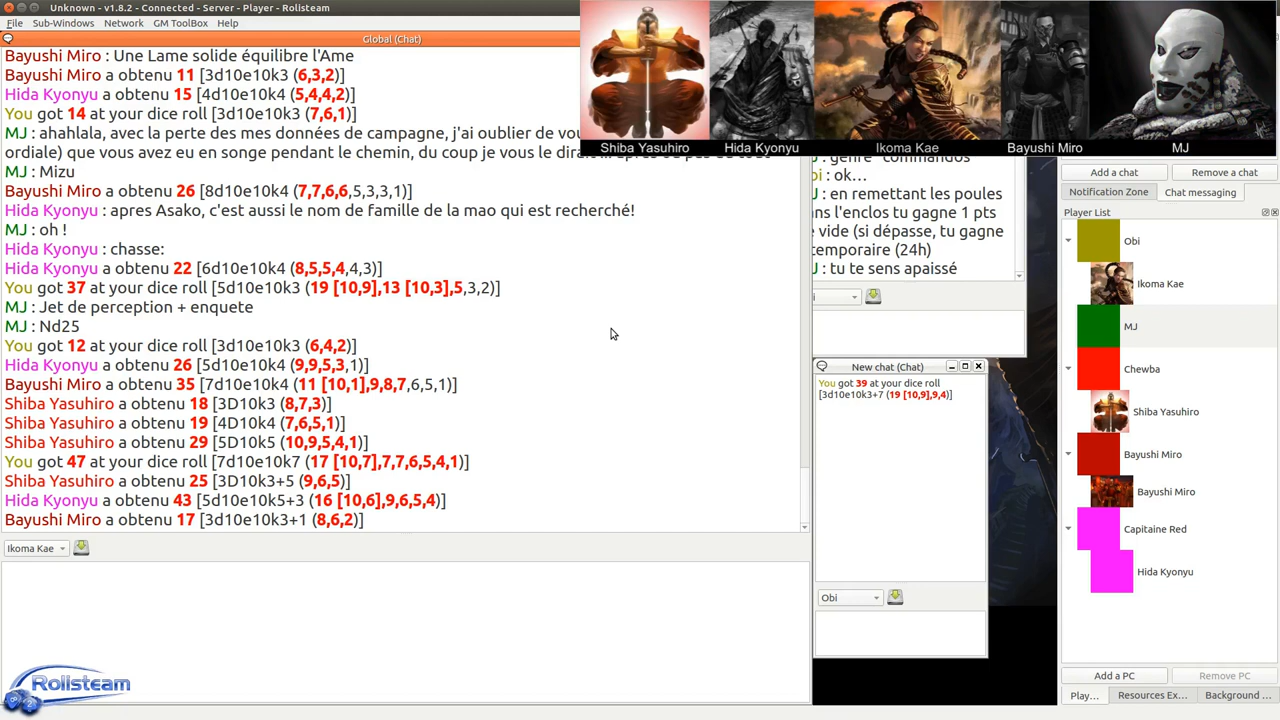 Unknown - v1.8.2 - Connected - Server - Player - Rolisteam
File Sub-Windows Network GM ToolBox Help
Global (Chat)
Bayushi Miro : Une Lame solide équilibre l'Ame
Bayushi Miro a obtenu 11 [3d10e10k3 (6,3,2)]
Hida Kyonyu a obtenu 15 [4d10e10k4 (5,4,4,2)]
You got 14 at your dice roll [3d10e10k3 (7,6,1)]
MJ : ahahlala, avec la perte des mes données de campagne, j'ai oublier de vou
ordiale) que vous avez eu en songe pendant le chemin, du coup je vous le dirai
MJ : Mizu
Bayushi Miro a obtenu 26 [8d10e10k4 (7,7,6,6,5,3,3,1)]
Hida Kyonyu : apres Asako, c'est aussi le nom de famille de la mao qui est recherché!
MJ : oh !
Hida Kyonyu : chasse:
Hida Kyonyu a obtenu 22 [6d10e10k4 (8,5,5,4,4,3)]
You got 37 at your dice roll [5d10e10k3 (19 [10,9],13 [10,3],5,3,2)]
MJ : Jet de perception + enquete
MJ : Nd25
You got 12 at your dice roll [3d10e10k3 (6,4,2)]
Hida Kyonyu a obtenu 26 [5d10e10k4 (9,9,5,3,1)]
Bayushi Miro a obtenu 35 [7d10e10k4 (11 [10,1],9,8,7,6,5,1)]
Shiba Yasuhiro a obtenu 18 [3D10k3 (8,7,3)]
Shiba Yasuhiro a obtenu 19 [4D10k4 (7,6,5,1)]
Shiba Yasuhiro a obtenu 29 [5D10k5 (10,9,5,4,1)]
You got 47 at your dice roll [7d10e10k7 (17 [10,7],7,7,6,5,4,1)]
Shiba Yasuhiro a obtenu 25 [3D10k3+5 (9,6,5)]
Hida Kyonyu a obtenu 43 [5d10e10k5+3 (16 [10,6],9,6,5,4)]
Bayushi Miro a obtenu 17 [3d10e10k3+1 (8,6,2)]
Ikoma Kae
Rolisteam
Shiba Yasuhiro Hida Kyonyu Ikoma Kae Bayushi Miro MJ
J : genre "commandos"
bi : ok...
J : en remettant les poules
ans l'enclos tu gagne 1 pts
e vide (si dépasse, tu gagne
temporaire (24h)
J : tu te sens apaissé
New chat (Chat)
You got 39 at your dice roll
[3d10e10k3+7 (19 [10,9],9,4)]
Obi
Add a chat Remove a chat
Notification Zone Chat messaging
Player List
Obi
Ikoma Kae
MJ
Chewba
Shiba Yasuhiro
Bayushi Miro
Bayushi Miro
Capitaine Red
Hida Kyonyu
Add a PC Remove PC
Play... Resources Ex... Background ...